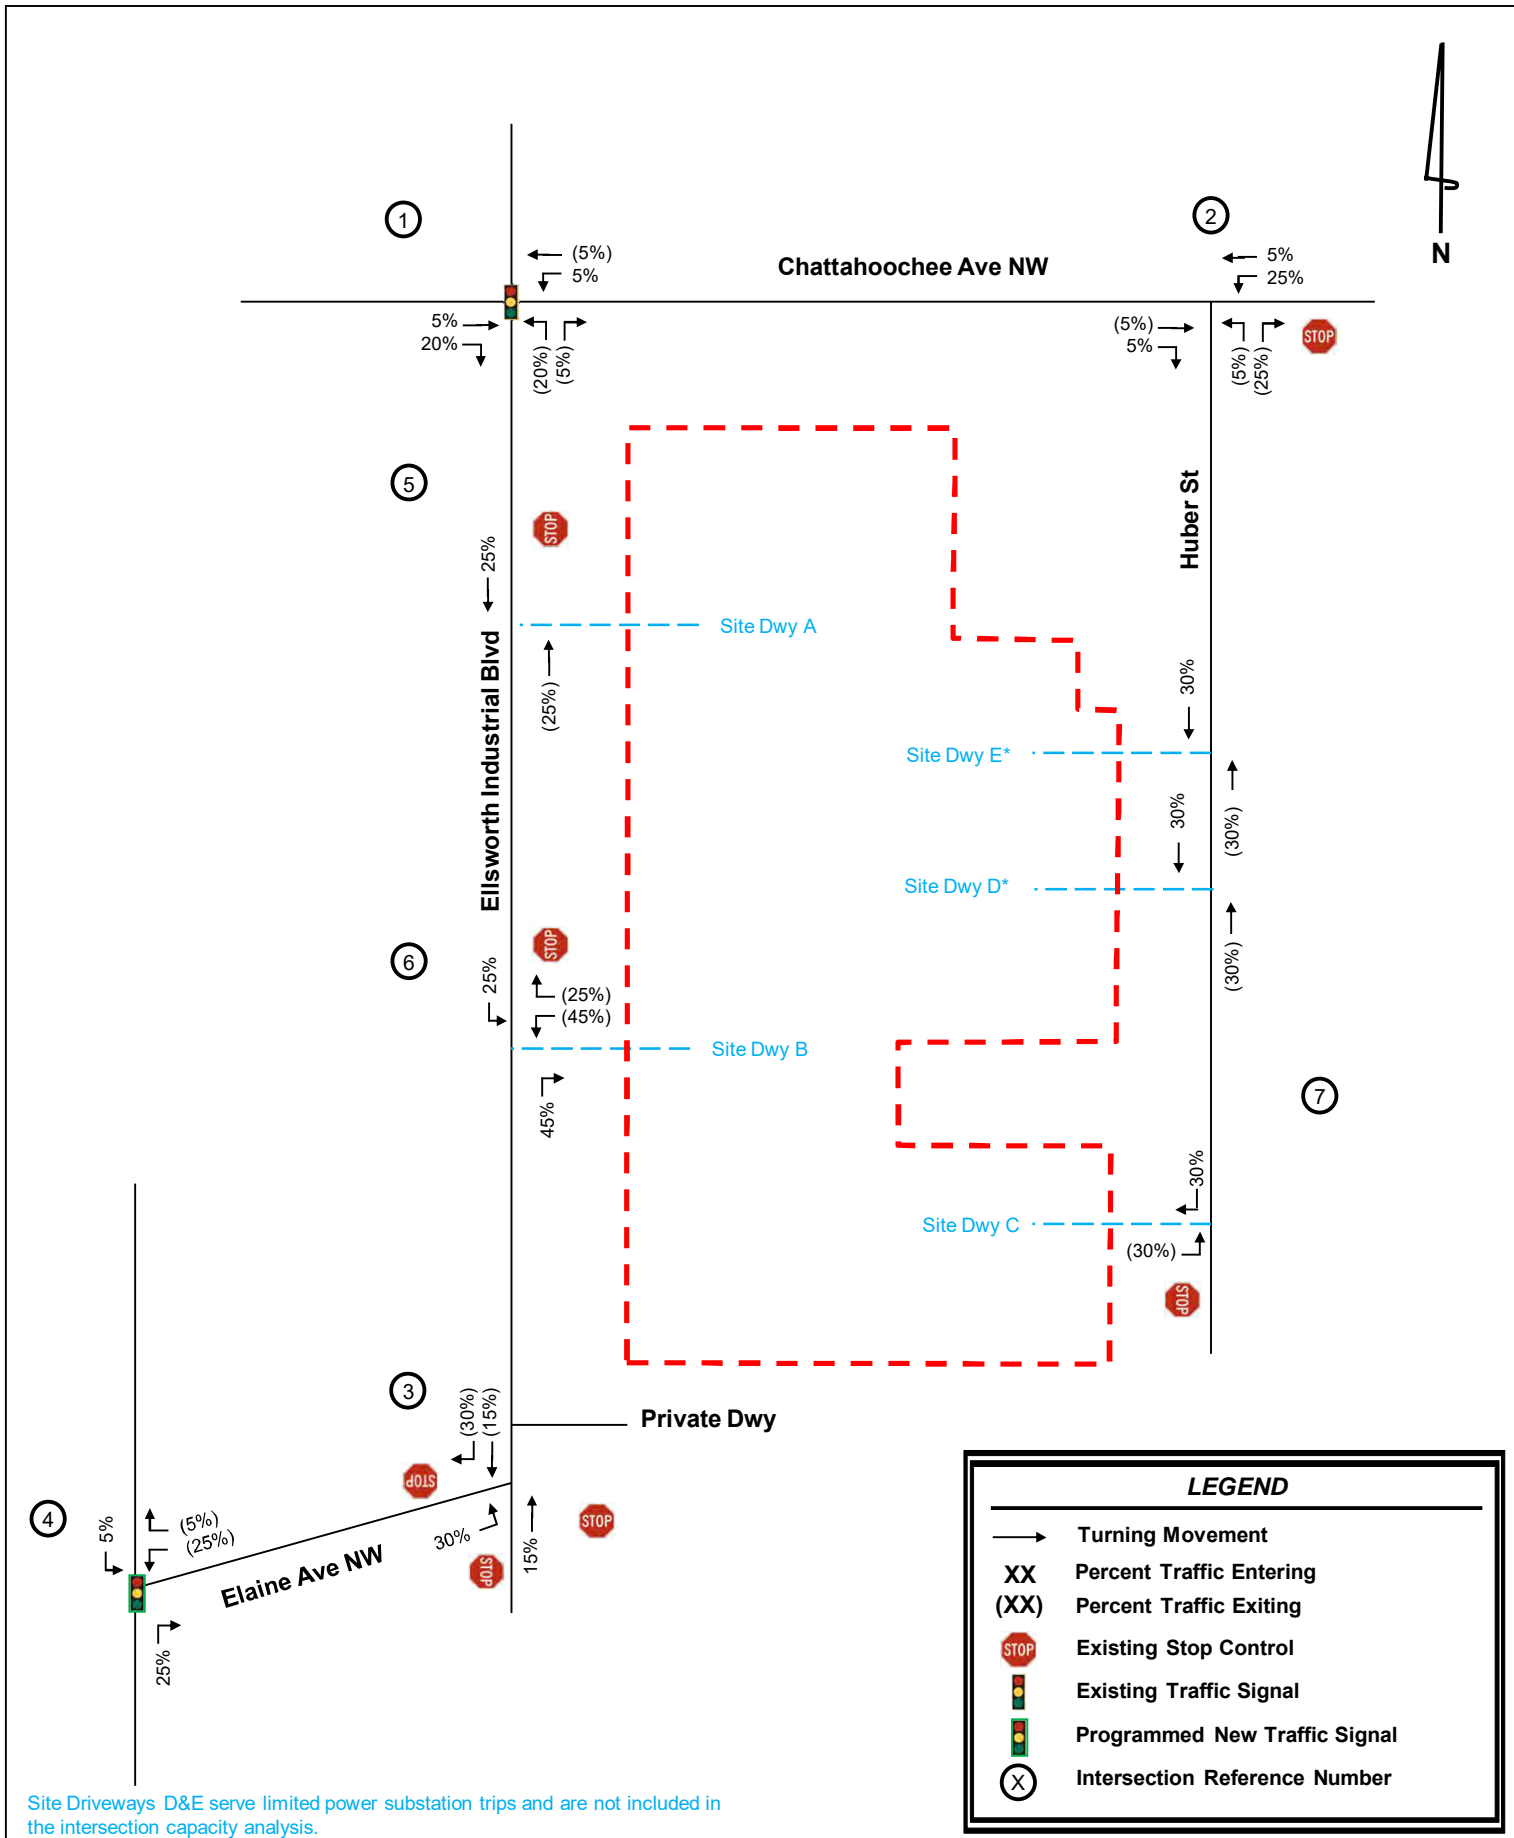 1
2
N
(5%)
5%
Chattahoochee Ave NW
5%
25%
5%
20%
(20%)
(5%)
(5%)
5%
(5%)
(25%)
STOP
5
STOP
25%
Huber St
Site Dwy A
Ellsworth Industrial Blvd
(25%)
30%
Site Dwy E*
30%
(30%)
Site Dwy D*
(30%)
6
STOP
25%
(25%)
(45%)
Site Dwy B
45%
7
30%
Site Dwy C
(30%)
STOP
3
(30%)
(15%)
Private Dwy
STOP
4
5%
(5%)
(25%)
30%
15%
STOP
STOP
Elaine Ave NW
25%
LEGEND
Turning Movement
XX Percent Traffic Entering
(XX) Percent Traffic Exiting
STOP Existing Stop Control
Existing Traffic Signal
Programmed New Traffic Signal
X Intersection Reference Number
Site Driveways D&E serve limited power substation trips and are not included in
the intersection capacity analysis.